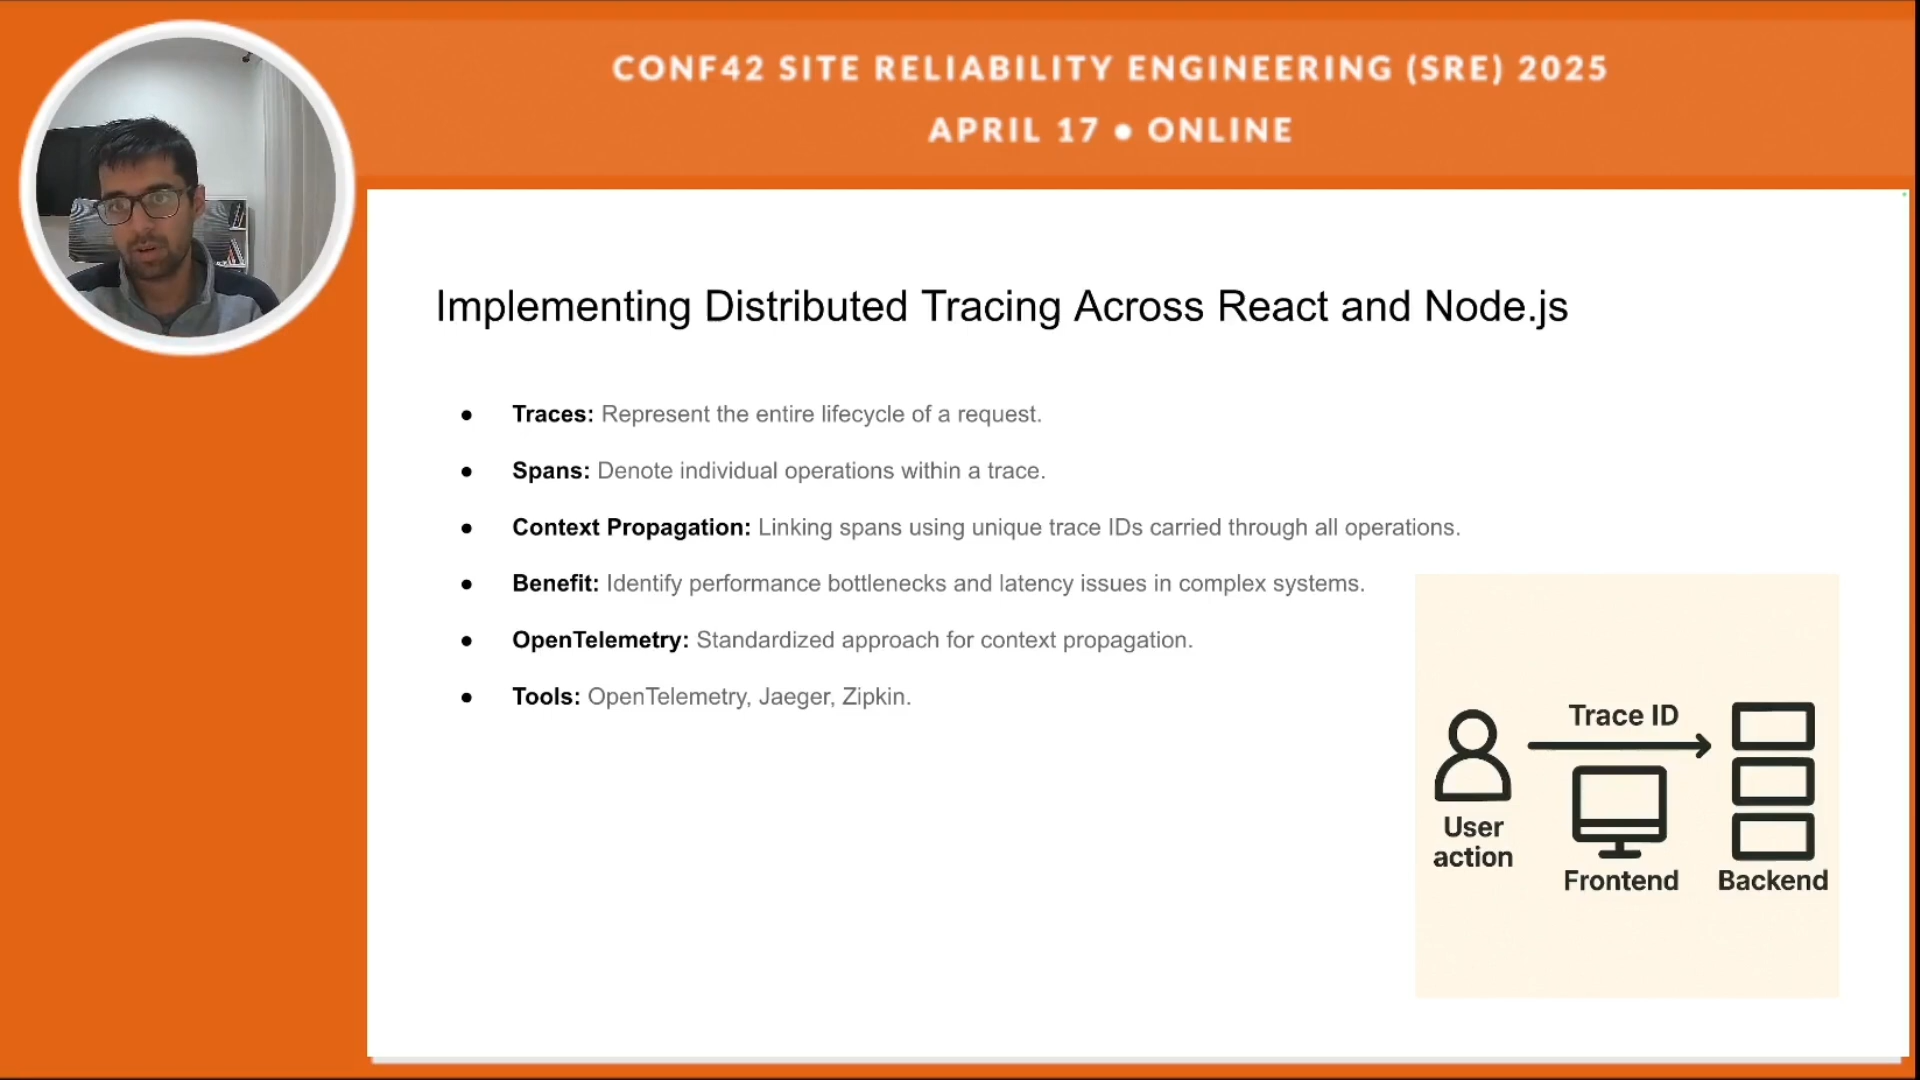 CONF42 SITE RELIABILITY ENGINEERING (SRE) 2025
APRIL 17 ● ONLINE
Implementing Distributed Tracing Across React and Node.js
● Traces: Represent the entire lifecycle of a request.
● Spans: Denote individual operations within a trace.
● Context Propagation: Linking spans using unique trace IDs carried through all operations.
● Benefit: Identify performance bottlenecks and latency issues in complex systems.
● OpenTelemetry: Standardized approach for context propagation.
● Tools: OpenTelemetry, Jaeger, Zipkin.
Trace ID
User
action
Frontend
Backend